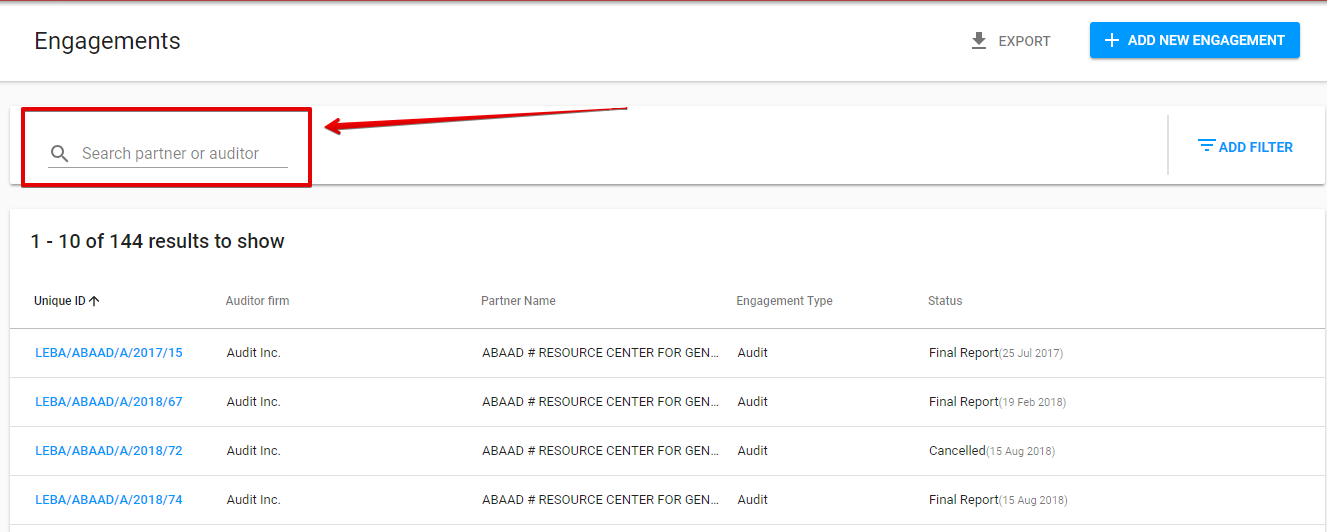 Engagements
EXPORT
ADD NEW ENGAGEMENT
Search partner or auditor
ADD FILTER
1 - 10 of 144 results to show
Unique ID Auditor firm Partner Name Engagement Type Status
LEBA/ABAAD/A/2017/15 Audit Inc. ABAAD # RESOURCE CENTER FOR GEN... Audit Final Report(25 Jul 2017)
LEBA/ABAAD/A/2018/67 Audit Inc. ABAAD # RESOURCE CENTER FOR GEN... Audit Final Report(19 Feb 2018)
LEBA/ABAAD/A/2018/72 Audit Inc. ABAAD # RESOURCE CENTER FOR GEN... Audit Cancelled(15 Aug 2018)
LEBA/ABAAD/A/2018/74 Audit Inc. ABAAD # RESOURCE CENTER FOR GEN... Audit Final Report(15 Aug 2018)